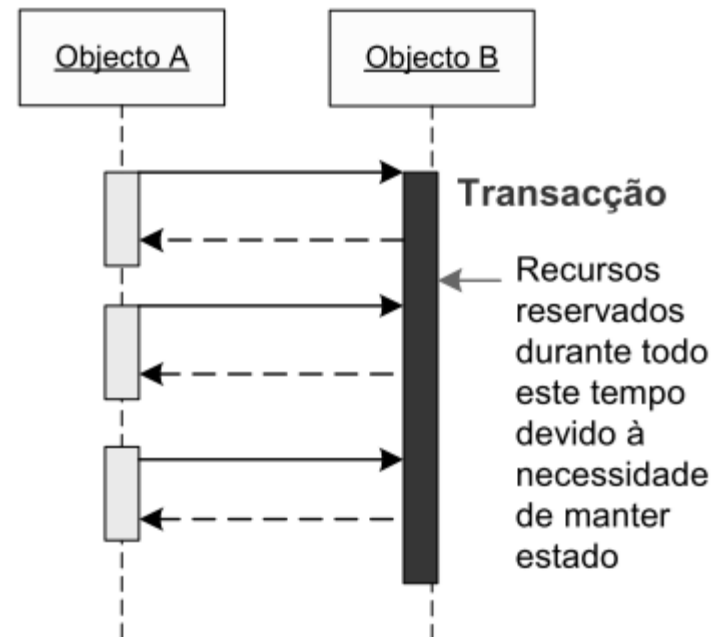 Objecto A
Objecto B
Transacção
Recursos
reservados
durante todo
este tempo
devido à
necessidade
de manter
estado